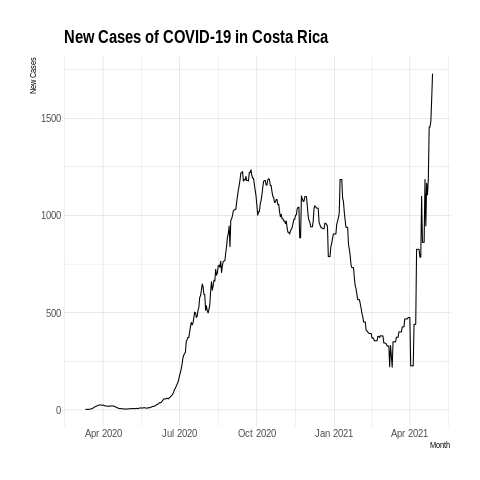 New Cases of COVID-19 in Costa Rica
New Cases
1500
1000
500
0
Apr 2020 Jul 2020 Oct 2020 Jan 2021 Apr 2021
Month